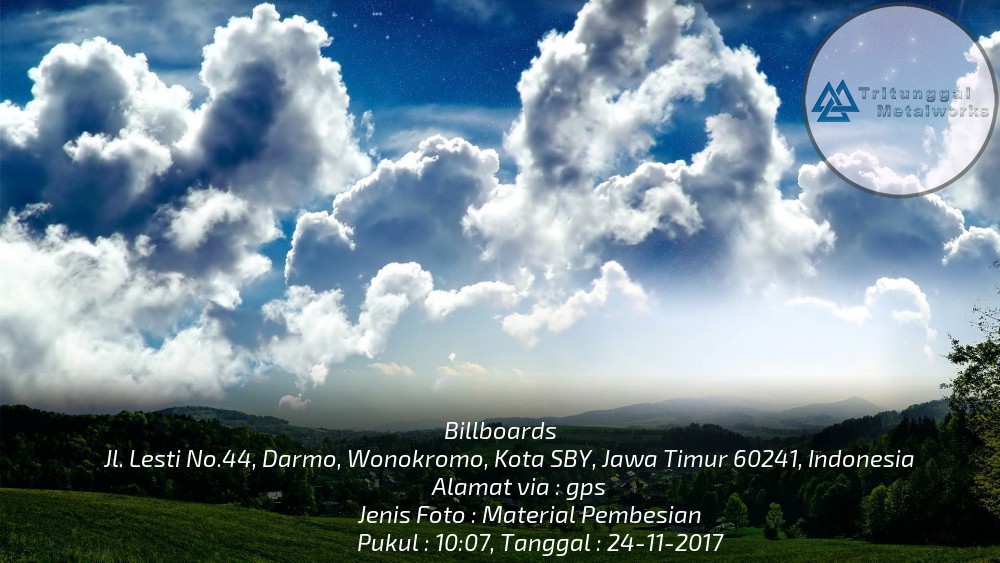 Tritunggal
Metalworks
Billboards
Jl. Lesti No.44, Darmo, Wonokromo, Kota SBY, Jawa Timur 60241, Indonesia
Alamat via : gps
Jenis Foto : Material Pembesian
Pukul : 10:07, Tanggal : 24-11-2017